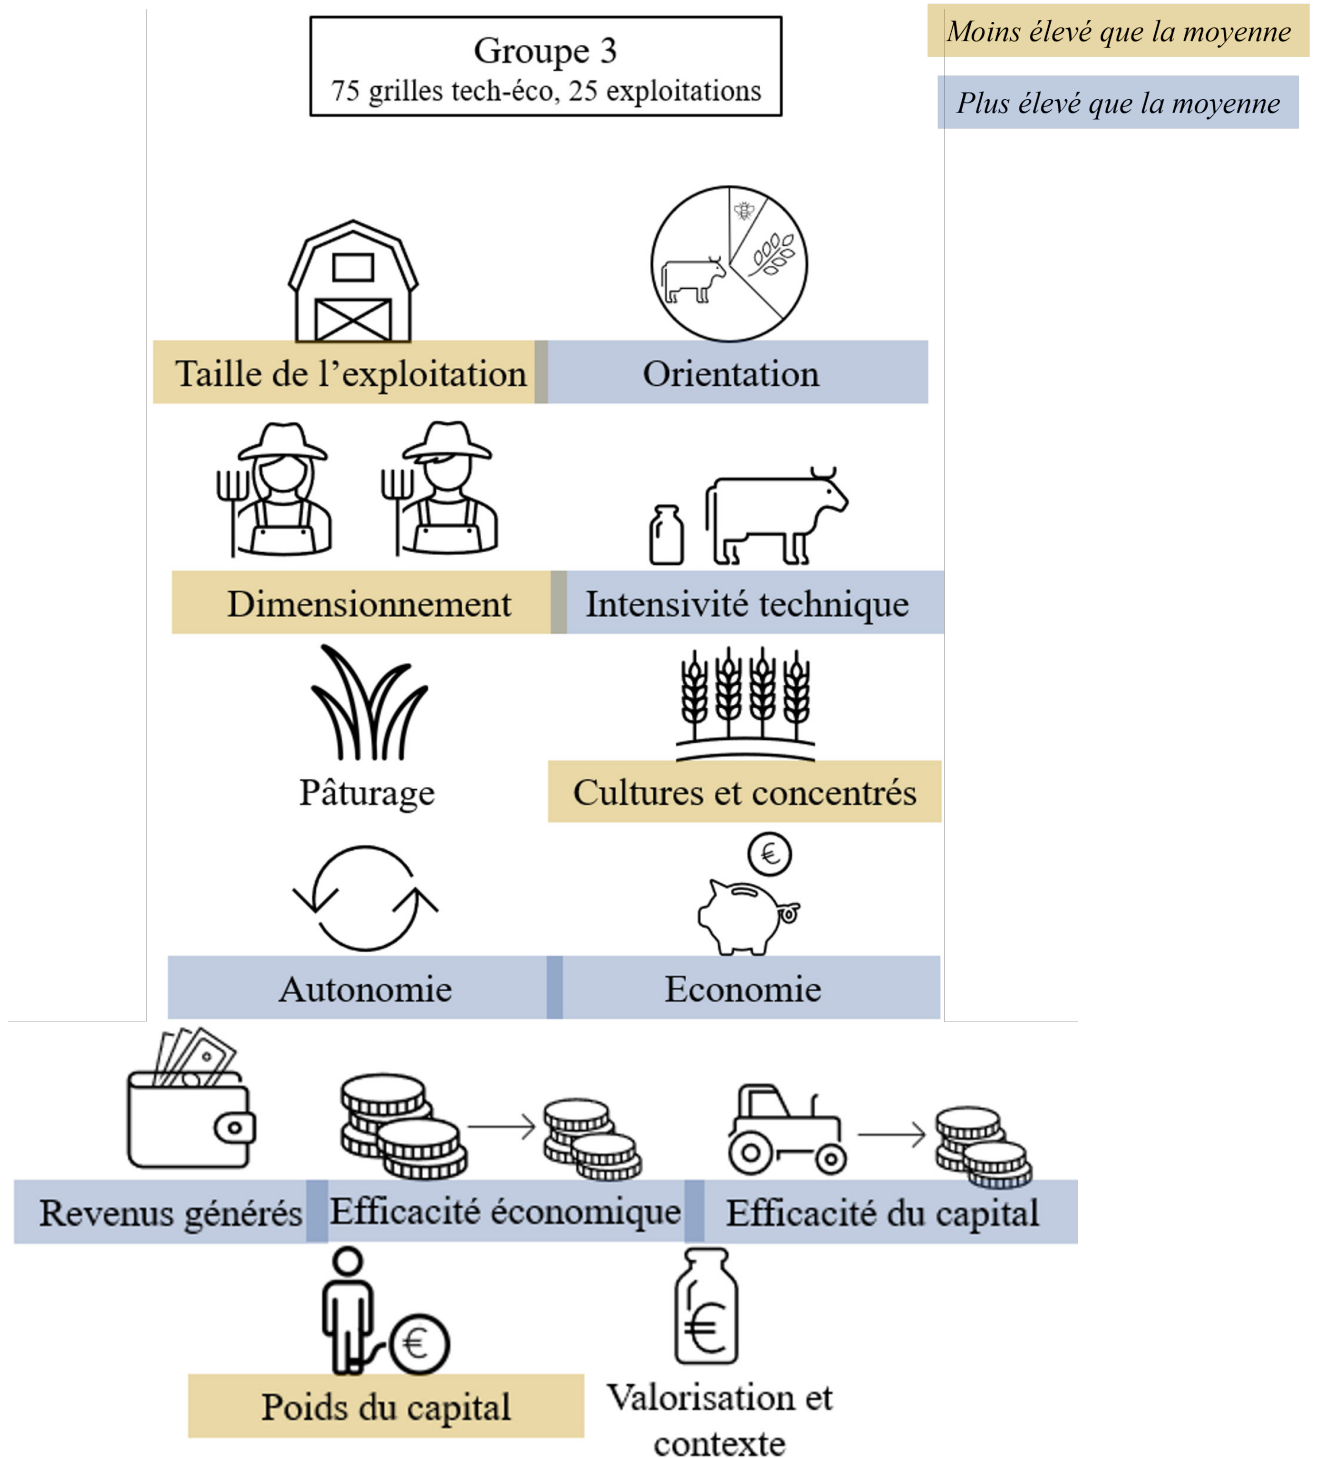 Groupe 3
75 grilles tech-éco, 25 exploitations
Moins élevé que la moyenne
Plus élevé que la moyenne
Taille de l’exploitation
Orientation
Dimensionnement
Intensivité technique
Pâturage
Cultures et concentrés
€
Autonomie
Economie
Revenus générés
Efficacité économique
Efficacité du capital
€
€
Poids du capital
Valorisation et
contexte